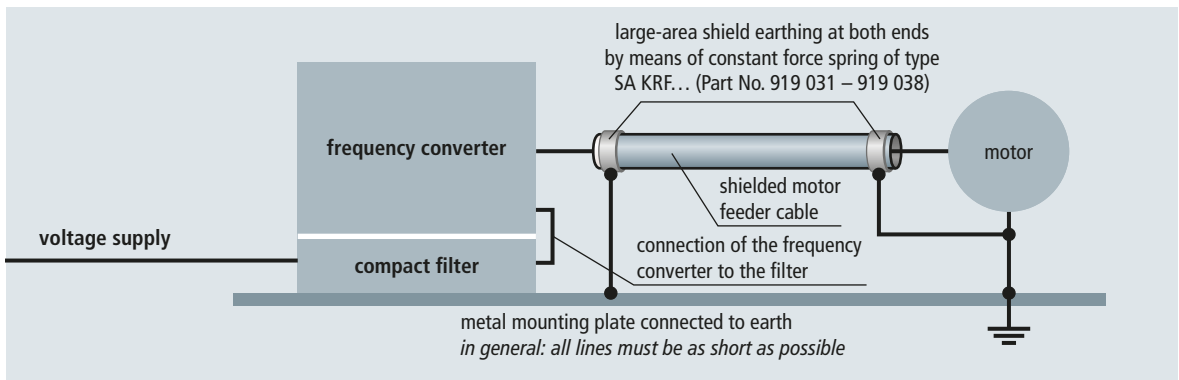 large-area shield earthing at both ends
by means of constant force spring of type
SA KRF… (Part No. 919 031 – 919 038)
frequency converter
motor
shielded motor
feeder cable
voltage supply
connection of the frequency
converter to the filter
compact filter
metal mounting plate connected to earth
in general: all lines must be as short as possible